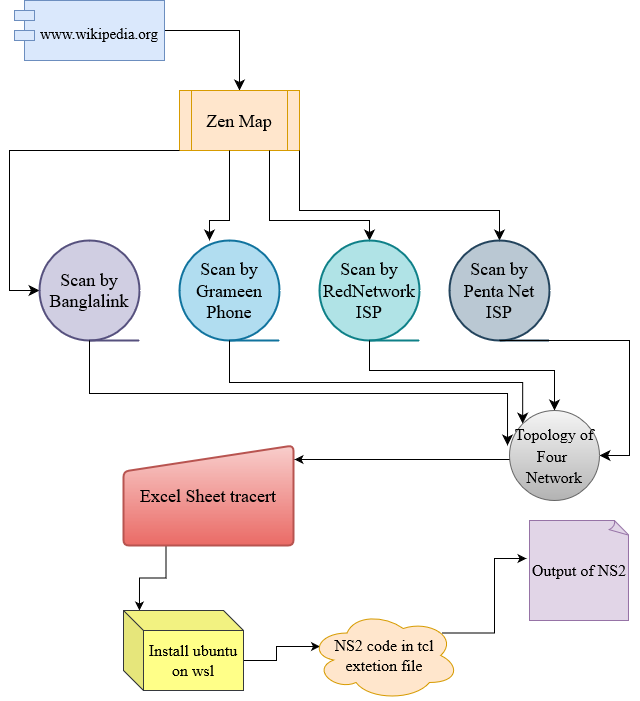 www.wikipedia.org
Zen Map
Scan by
Banglalink
Scan by
Grameen
Phone
Scan by
RedNetwork
ISP
Scan by
Penta Net
ISP
Topology of
Four
Network
Excel Sheet tracert
Install ubuntu
on wsl
NS2 code in tcl
extetion file
Output of NS2